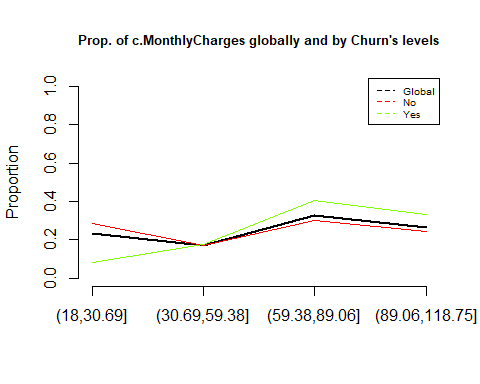 Prop. of c.MonthlyCharges globally and by Churn's levels
Global
No
Yes
Proportion
1.0
0.8
0.6
0.4
0.2
0.0
(18,30.69] (30.69,59.38] (59.38,89.06] (89.06,118.75]